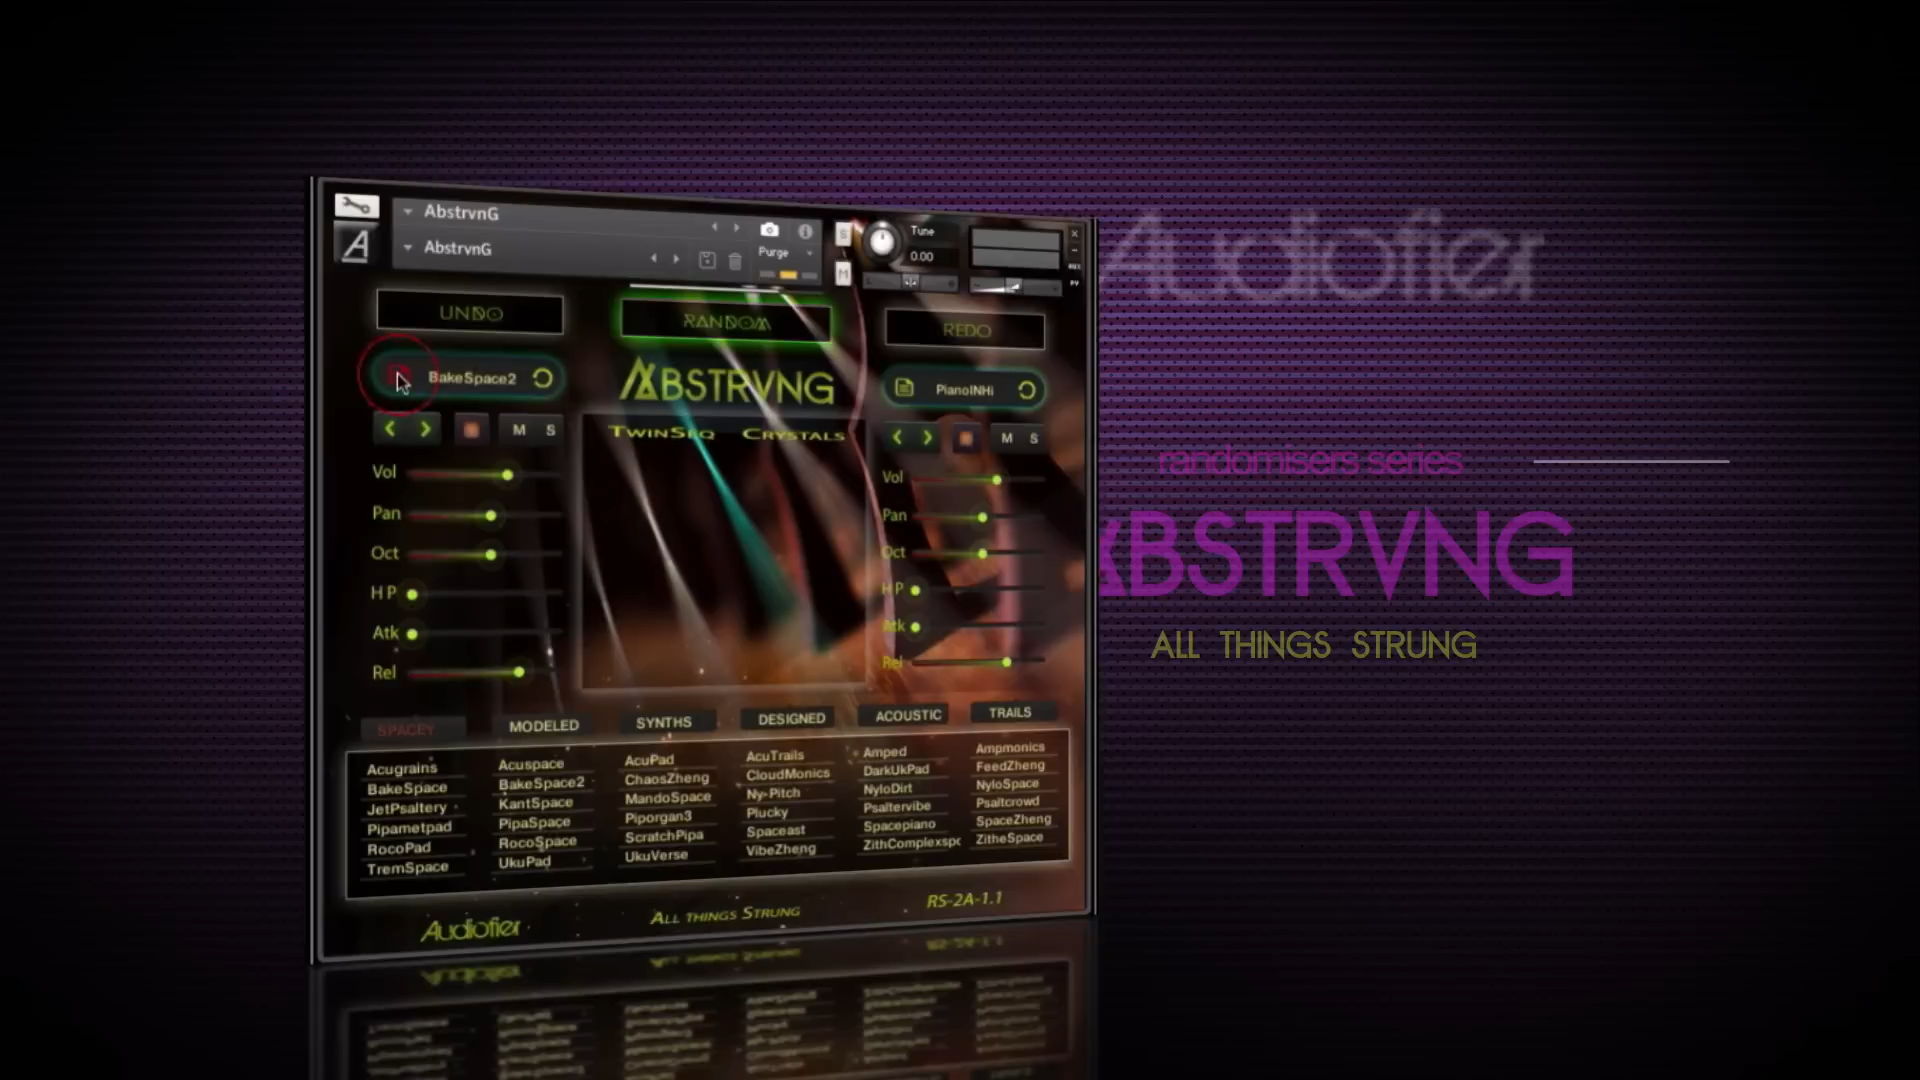 AbstrvnG
AbstrvnG
Purge
S
M
Tune
0.00
UNDO
RANDOM
REDO
BakeSpace2
ABSTRVNG
PianoINHi
M S
TwinSeq Crystals
M S
Vol
Pan
Oct
HP
Atk
Rel
Vol
Pan
Oct
HP
Atk
Rel
SPACEY MODELED SYNTHS DESIGNED ACOUSTIC TRAILS
Acugrains Acuspace AcuPad AcuTrails Amped Ampmonics
BakeSpace BakeSpace2 ChaosZheng CloudMonics DarkUkPad FeedZheng
JetPsaltery KantSpace MandoSpace Ny-Pitch NyloDirt NyloSpace
Pipametpad PipaSpace Piporgan3 Plucky Psaltervibe Psaltcrowd
RocoPad RocoSpace ScratchPipa Spaceast Spacepiano SpaceZheng
TremSpace UkuPad UkuVerse VibeZheng ZithComplexspc ZitheSpace
Audiofier All things Strung RS-2A-1.1
Audiofier
randomisers series
ABSTRVNG
ALL THINGS STRUNG